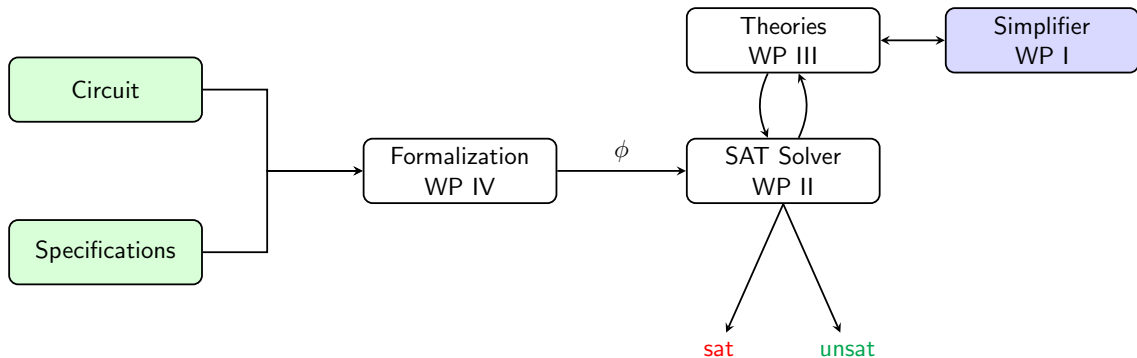 Theories
WP III
Simplifier
WP I
Circuit
Formalization
WP IV
ϕ
SAT Solver
WP II
Specifications
sat
unsat